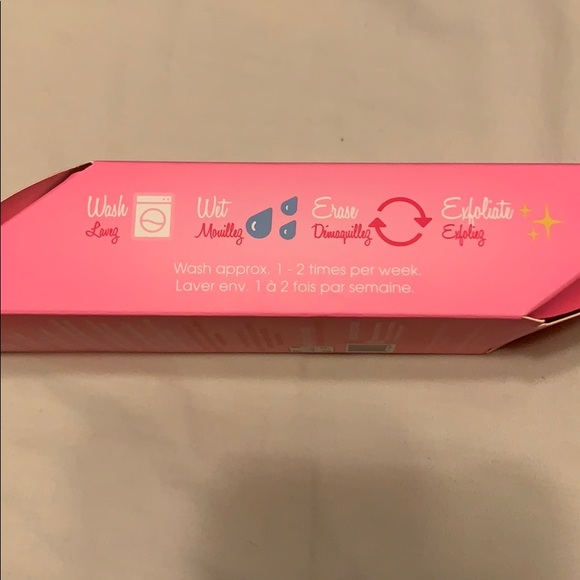 Wash Wet Erase Exfoliate
Lavez Mouillez Démaquillez Exfoliez
Wash approx. 1 - 2 times per week.
Laver env. 1 à 2 fois par semaine.